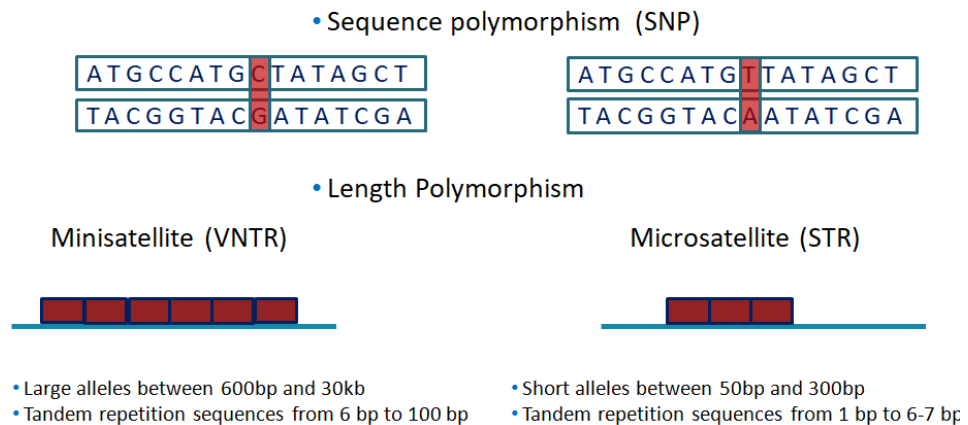 • Sequence polymorphism (SNP)
ATGCCATGCTATAGCT
TACGGTACGATATCGA
ATGCCATGTTATAGCT
TACGGTACAATATCGA
• Length Polymorphism
Minisatellite (VNTR)
Microsatellite (STR)
• Large alleles between 600bp and 30kb
• Tandem repetition sequences from 6 bp to 100 bp
• Short alleles between 50bp and 300bp
• Tandem repetition sequences from 1 bp to 6-7 bp